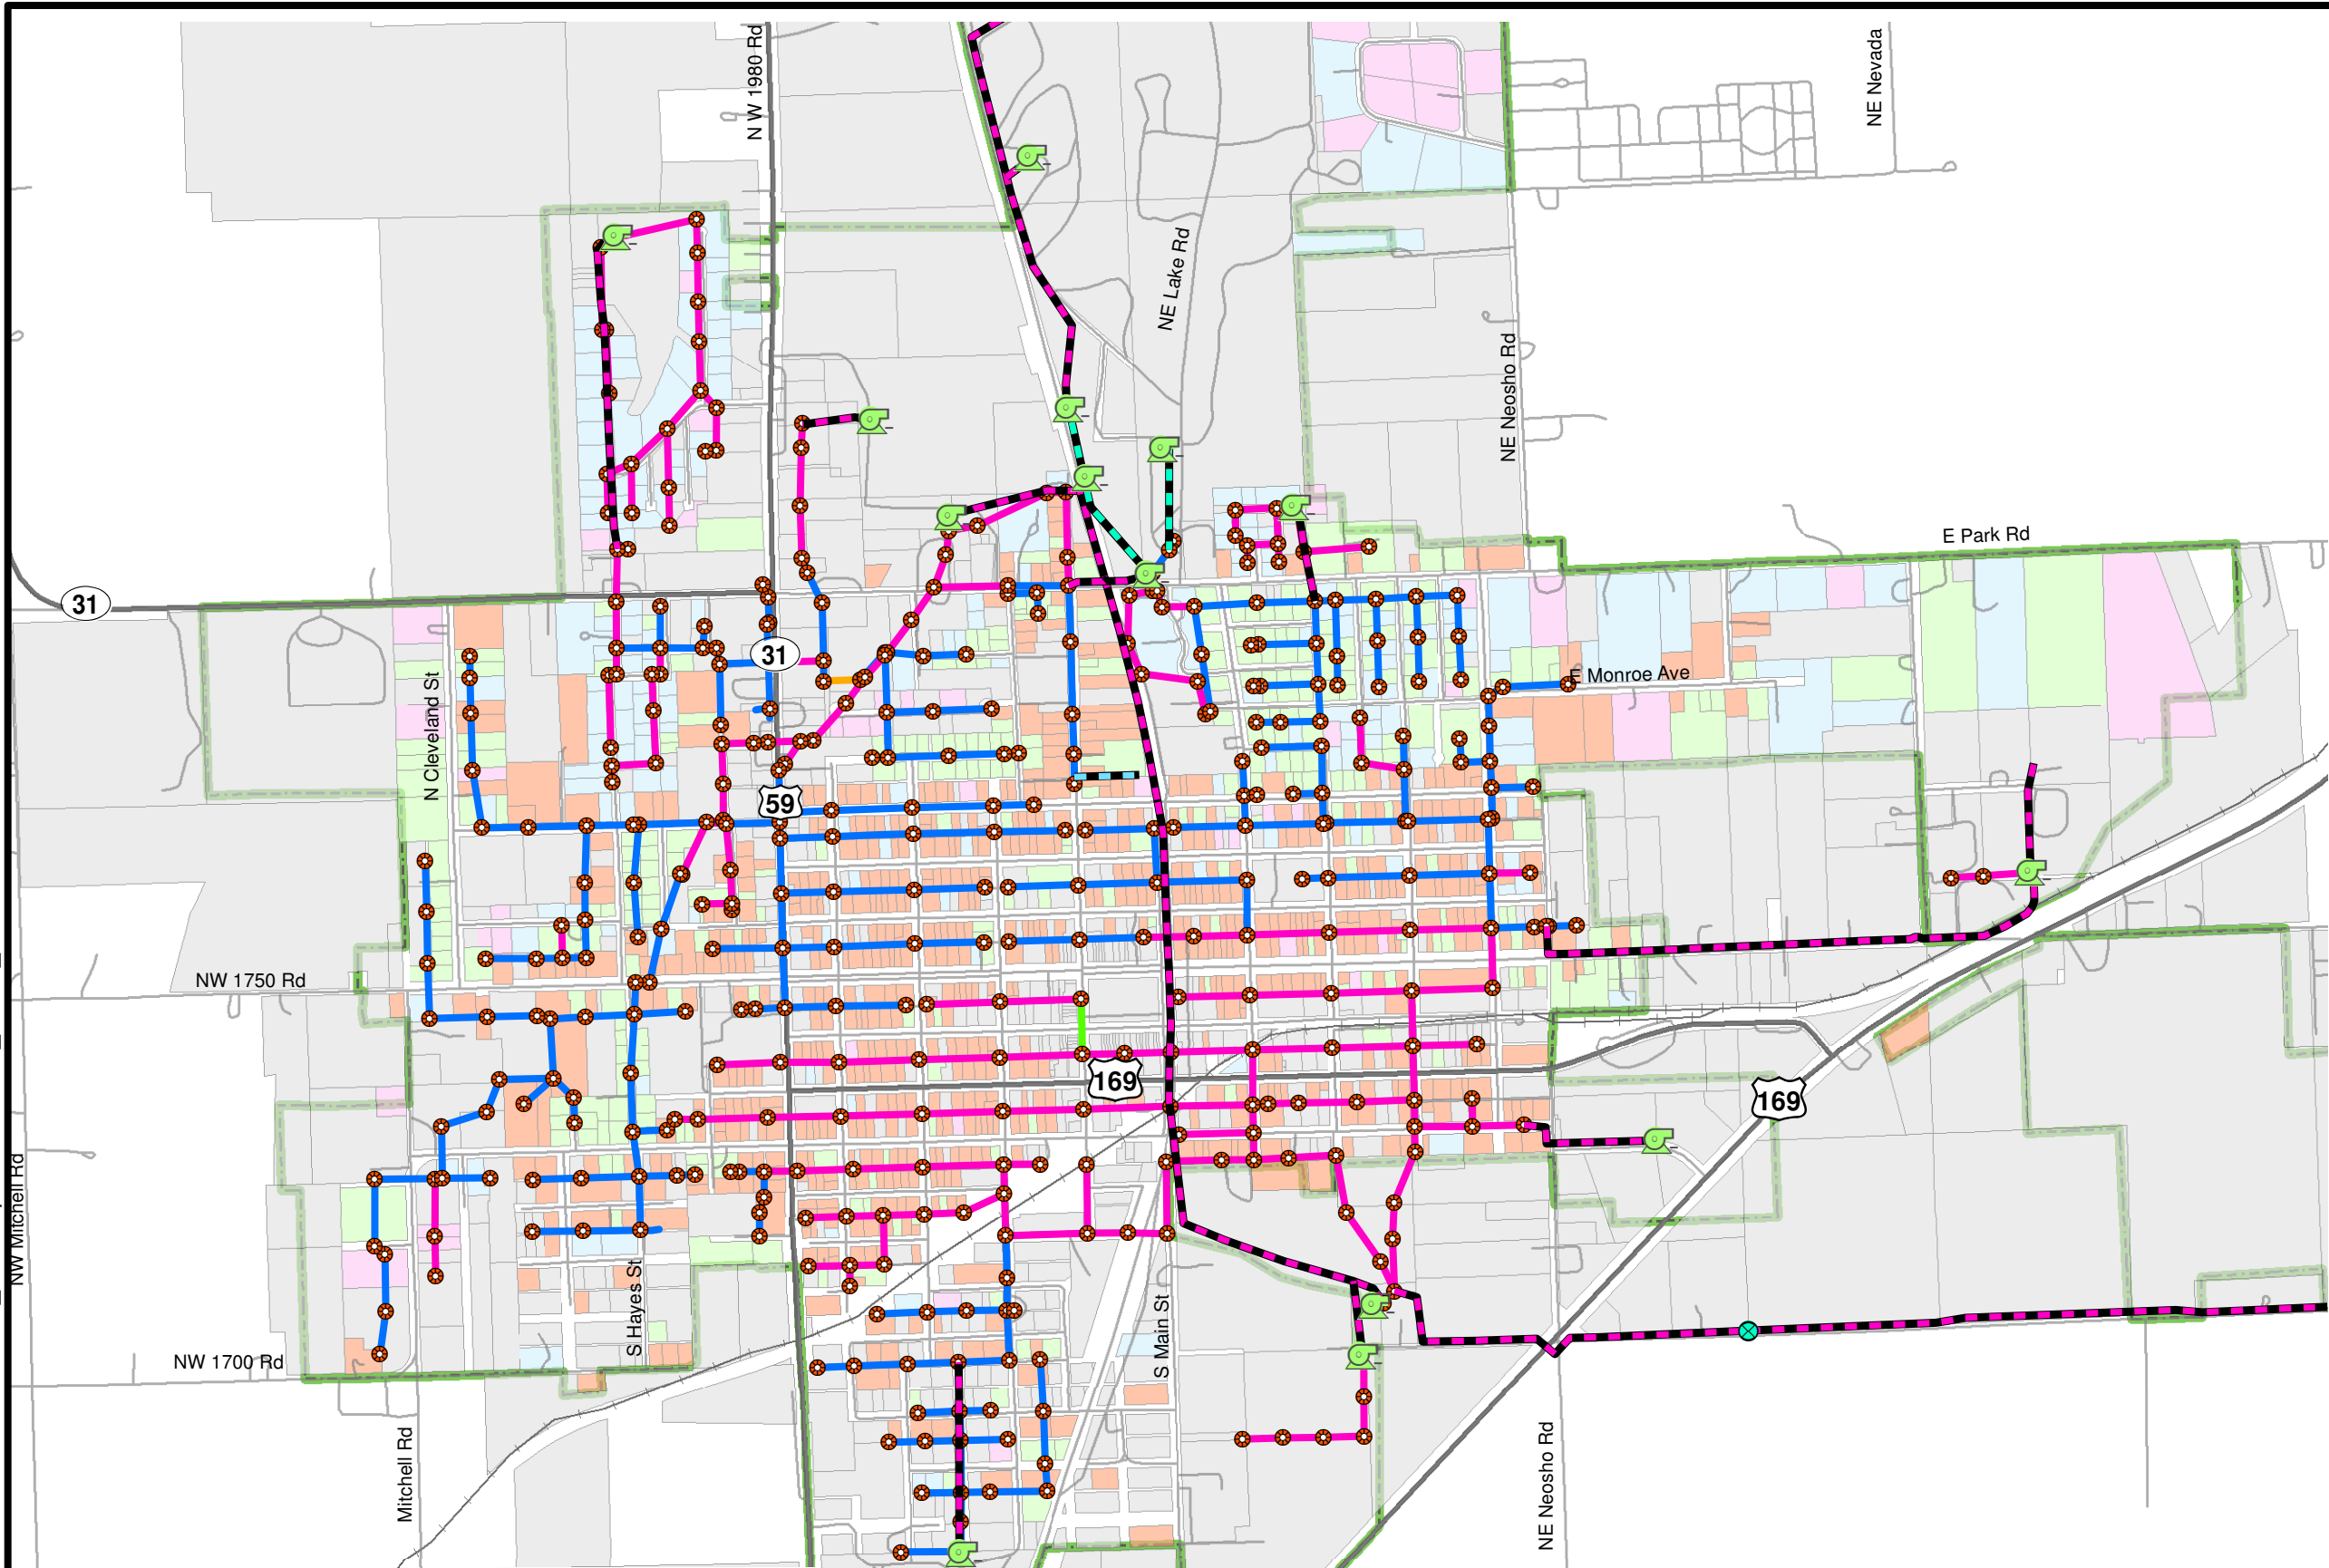 N W 1980 Rd
NE Nevada
NE Lake Rd
NE Neosho Rd
E Park Rd
31
31
N Cleveland St
E Monroe Ave
59
NW 1750 Rd
169
169
NW Mitchell Rd
S Hayes St
S Main St
NW 1700 Rd
Mitchell Rd
NE Neosho Rd